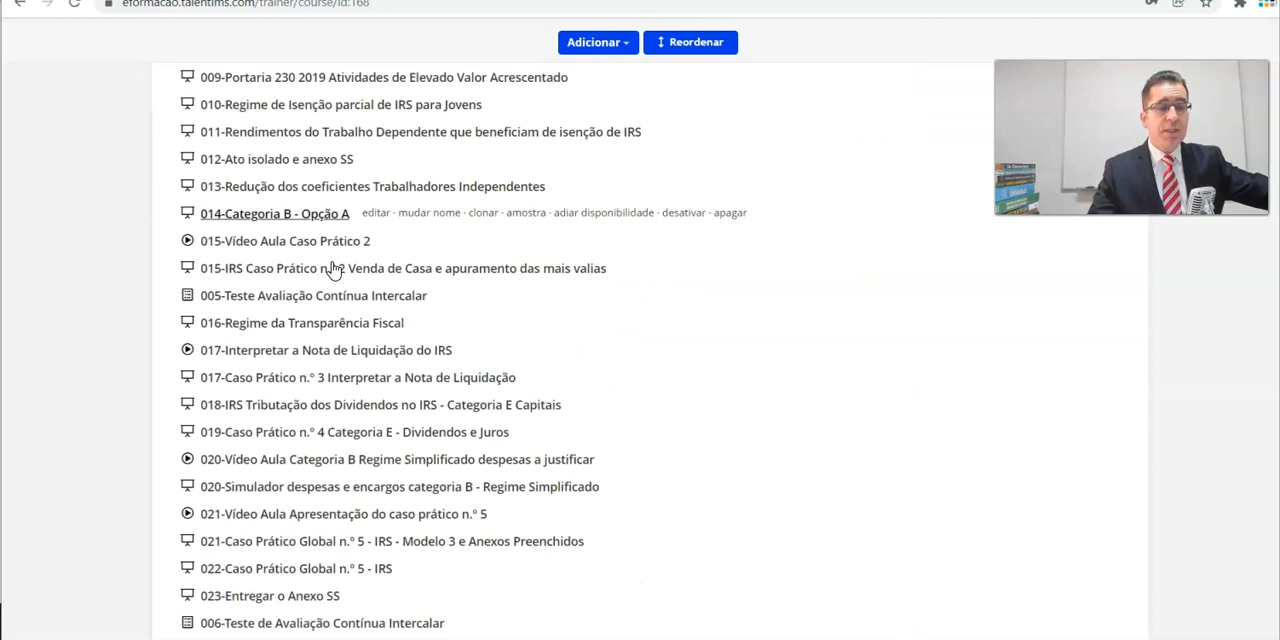 eformacao.talentlms.com/trainer/course/id:168
Adicionar
Reordenar
009-Portaria 230 2019 Atividades de Elevado Valor Acrescentado
010-Regime de Isenção parcial de IRS para Jovens
011-Rendimentos do Trabalho Dependente que beneficiam de isenção de IRS
012-Ato isolado e anexo SS
013-Redução dos coeficientes Trabalhadores Independentes
014-Categoria B - Opção A editar · mudar nome · clonar · amostra · adiar disponibilidade · desativar · apagar
015-Vídeo Aula Caso Prático 2
015-IRS Caso Prático n.º 2 Venda de Casa e apuramento das mais valias
005-Teste Avaliação Contínua Intercalar
016-Regime da Transparência Fiscal
017-Interpretar a Nota de Liquidação do IRS
017-Caso Prático n.º 3 Interpretar a Nota de Liquidação
018-IRS Tributação dos Dividendos no IRS - Categoria E Capitais
019-Caso Prático n.º 4 Categoria E - Dividendos e Juros
020-Vídeo Aula Categoria B Regime Simplificado despesas a justificar
020-Simulador despesas e encargos categoria B - Regime Simplificado
021-Vídeo Aula Apresentação do caso prático n.º 5
021-Caso Prático Global n.º 5 - IRS - Modelo 3 e Anexos Preenchidos
022-Caso Prático Global n.º 5 - IRS
023-Entregar o Anexo SS
006-Teste de Avaliação Contínua Intercalar